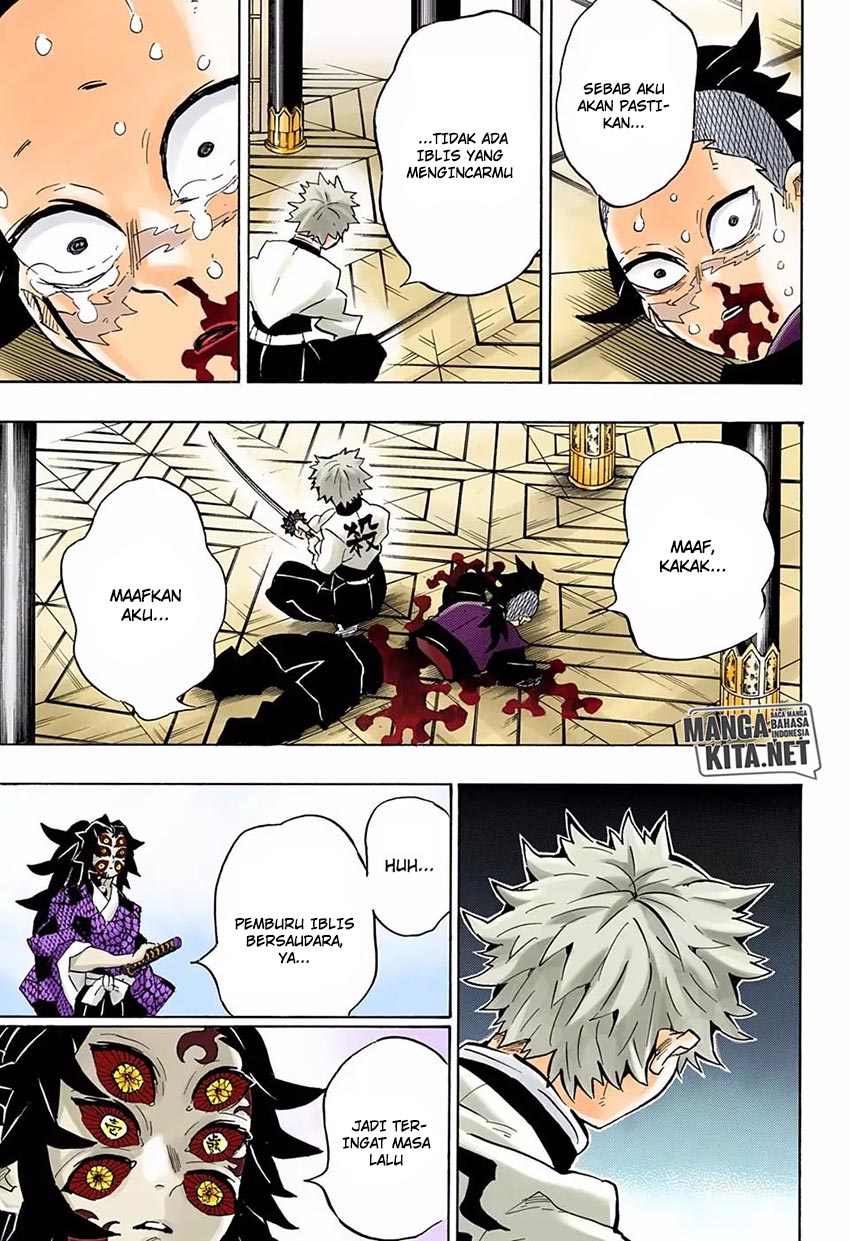 SEBAB AKU
AKAN PASTI-
KAN...
...TIDAK ADA
IBLIS YANG
MENGINCARMU
MAAF,
KAKAK...
殺
MAAFKAN
AKU...
MANGA
KITA.NET
BACA MANGA
BAHASA
INDONESIA
HUH...
PEMBURU IBLIS
BERSAUDARA,
YA...
JADI TER-
INGAT MASA
LALU